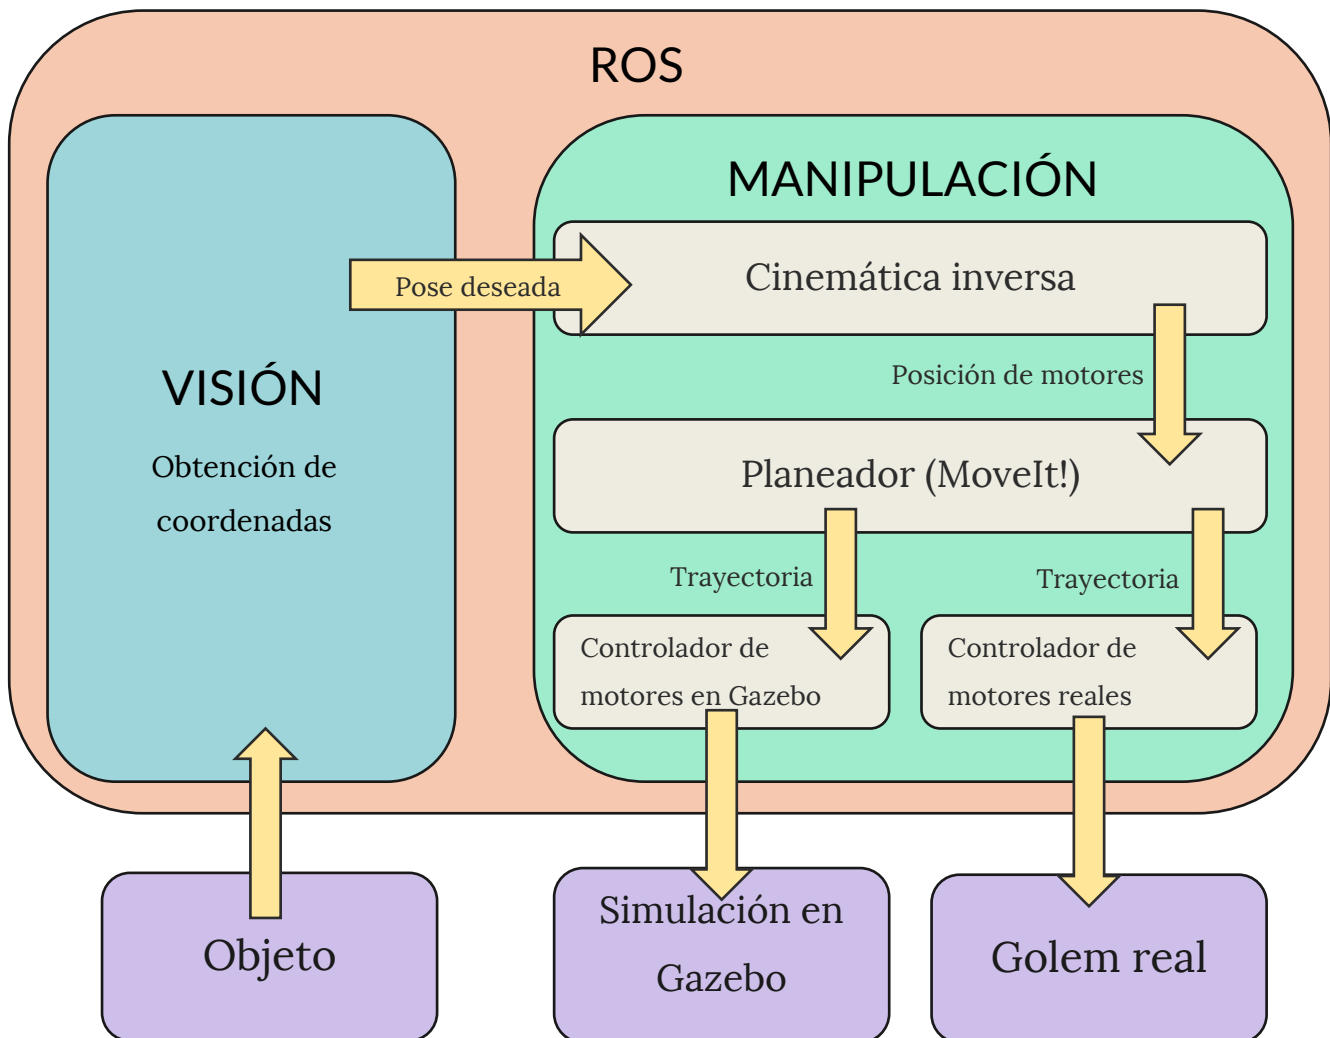 ROS
VISIÓN
Obtención de
coordenadas
Pose deseada
MANIPULACIÓN
Cinemática inversa
Posición de motores
Planeador (MoveIt!)
Trayectoria
Trayectoria
Controlador de
motores en Gazebo
Controlador de
motores reales
Objeto
Simulación en
Gazebo
Golem real